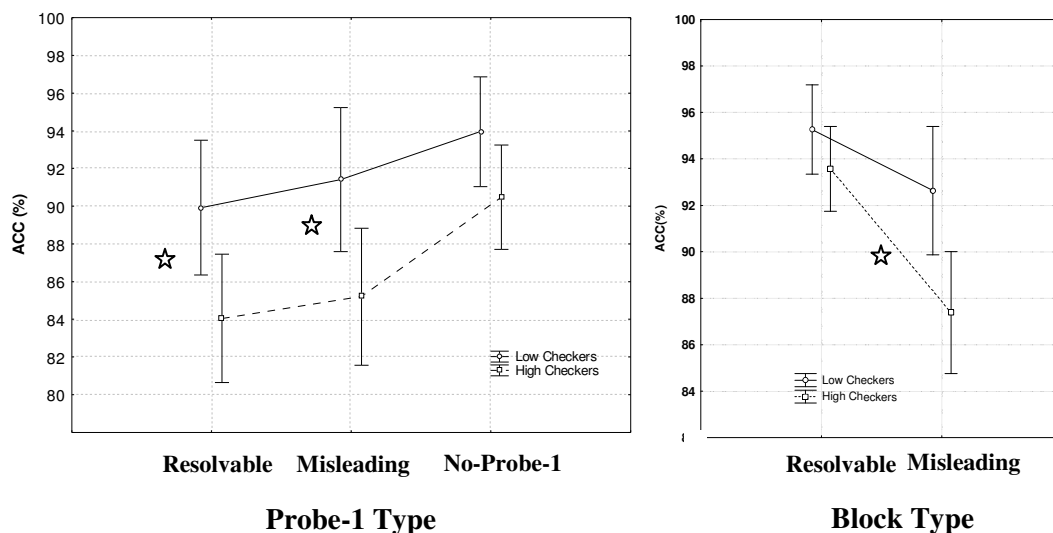 100
98
96
94
92
90
88
86
84
82
80
ACC (%)
Low Checkers
High Checkers
Resolvable Misleading No-Probe-1
Probe-1 Type
100
98
96
94
92
90
88
86
84
ACC(%)
Low Checkers
High Checkers
Resolvable Misleading
Block Type